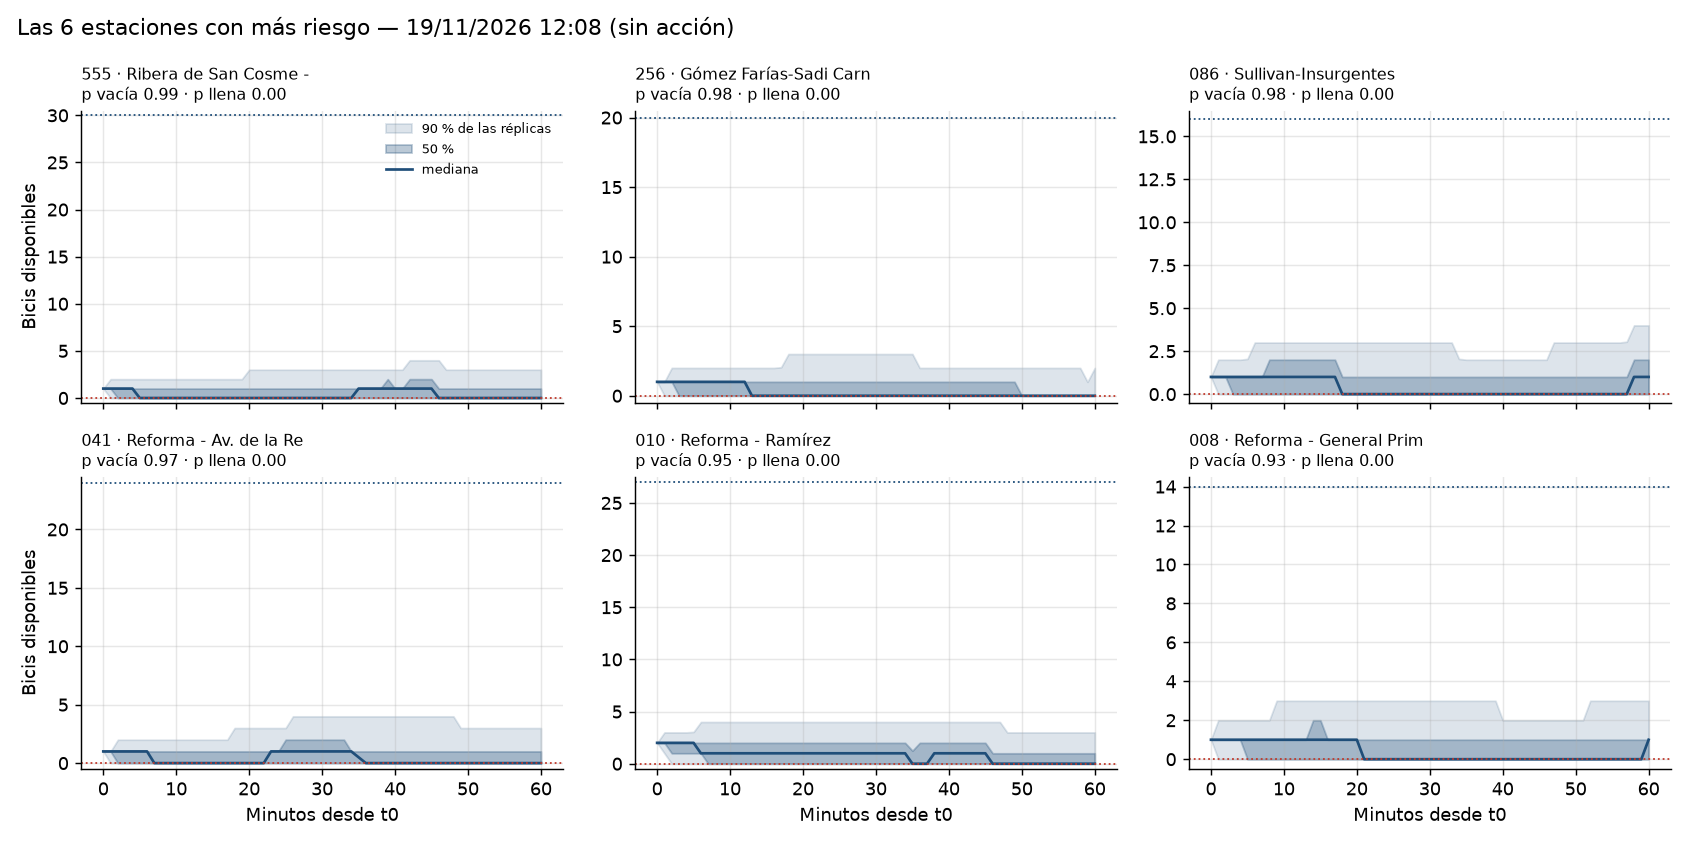 Las 6 estaciones con más riesgo — 19/11/2026 12:08 (sin acción)
555 · Ribera de San Cosme -
p vacía 0.99 · p llena 0.00
30
25
20
15
10
5
0
Bicis disponibles
90 % de las réplicas
50 %
mediana
256 · Gómez Farías-Sadi Carn
p vacía 0.98 · p llena 0.00
20
15
10
5
0
086 · Sullivan-Insurgentes
p vacía 0.98 · p llena 0.00
15.0
12.5
10.0
7.5
5.0
2.5
0.0
041 · Reforma - Av. de la Re
p vacía 0.97 · p llena 0.00
20
15
10
5
0
Bicis disponibles
0 10 20 30 40 50 60
Minutos desde t0
010 · Reforma - Ramírez
p vacía 0.95 · p llena 0.00
25
20
15
10
5
0
0 10 20 30 40 50 60
Minutos desde t0
008 · Reforma - General Prim
p vacía 0.93 · p llena 0.00
14
12
10
8
6
4
2
0
0 10 20 30 40 50 60
Minutos desde t0